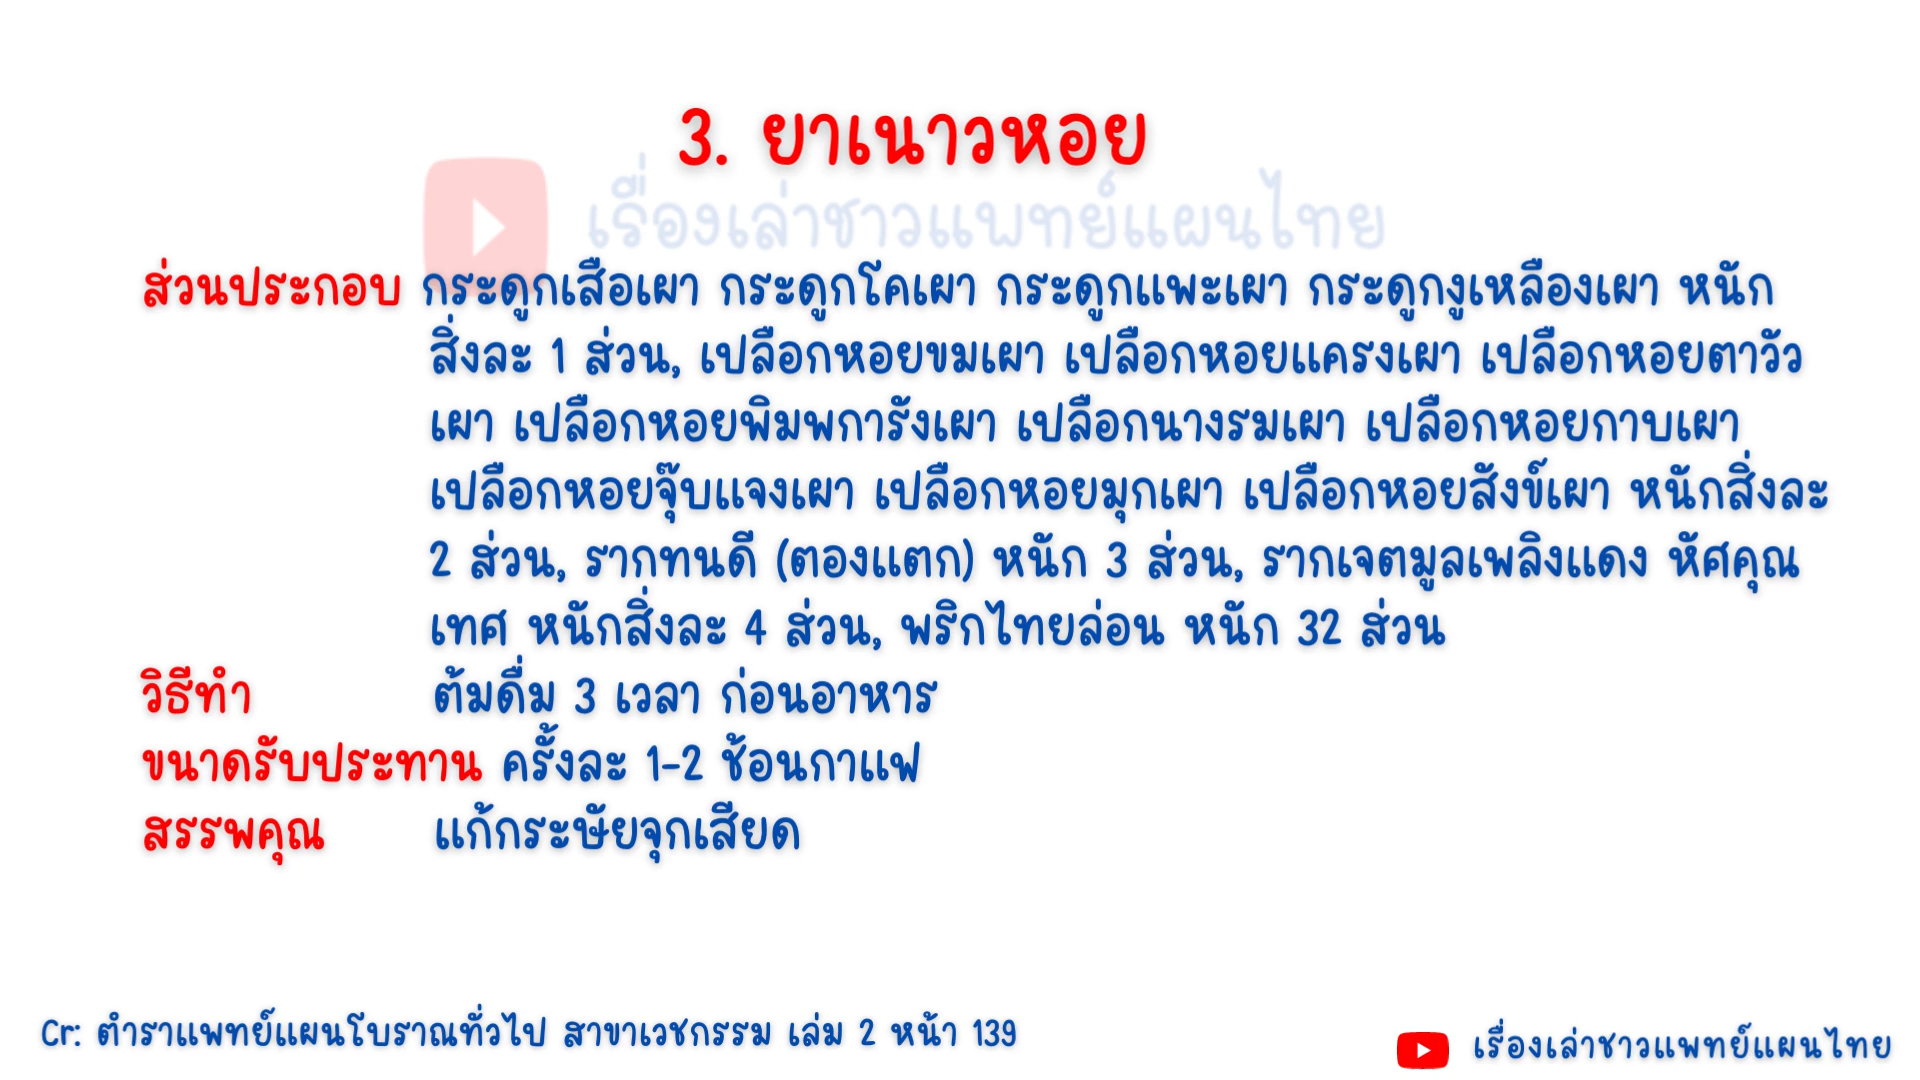 3. ยาเนาวหอย
เรื่องเล่าชาวแพทย์แผนไทย
ส่วนประกอบ กระดูกเสือเผา กระดูกโคเผา กระดูกแพะเผา กระดูกงูเหลืองเผา หนัก
สิ่งละ 1 ส่วน, เปลือกหอยขมเผา เปลือกหอยแครงเผา เปลือกหอยตาวัว
เผา เปลือกหอยพิมพการังเผา เปลือกนางรมเผา เปลือกหอยกาบเผา
เปลือกหอยจุ๊บแจงเผา เปลือกหอยมุกเผา เปลือกหอยสังข์เผา หนักสิ่งละ
2 ส่วน, รากทนดี (ตองแตก) หนัก 3 ส่วน, รากเจตมูลเพลิงแดง หัศคุณ
เทศ หนักสิ่งละ 4 ส่วน, พริกไทยล่อน หนัก 32 ส่วน
วิธีทำ ต้มดื่ม 3 เวลา ก่อนอาหาร
ขนาดรับประทาน ครั้งละ 1-2 ช้อนกาแฟ
สรรพคุณ แก้กระษัยจุกเสียด
Cr: ตำราแพทย์แผนโบราณทั่วไป สาขาเวชกรรม เล่ม 2 หน้า 139
เรื่องเล่าชาวแพทย์แผนไทย